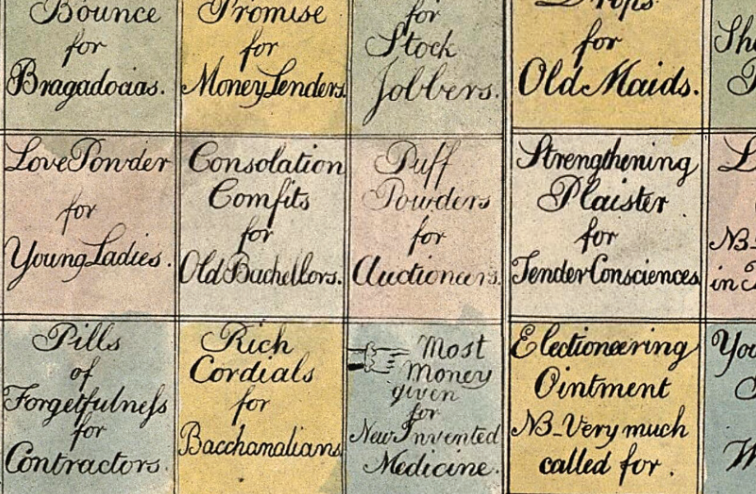 Bounce
for
Bragadocias.
Promise
for
Money Lenders.
for
Stock
Jobbers.
Drops
for
Old Maids.
Love Powder
for
Young Ladies.
Consolation
Comfits
for
Old Bachellors.
Puff
Powders
for
Auctioneers.
Strengthening
Plaister
for
Tender Consciences
NB
Pills
of
Forgetfulneſs
for
Contractors.
Rich
Cordials
for
Bacchanalians
Most
Money
given
for
New Invented
Medicine.
Electioneering
Ointment
NB_Very much
called for.